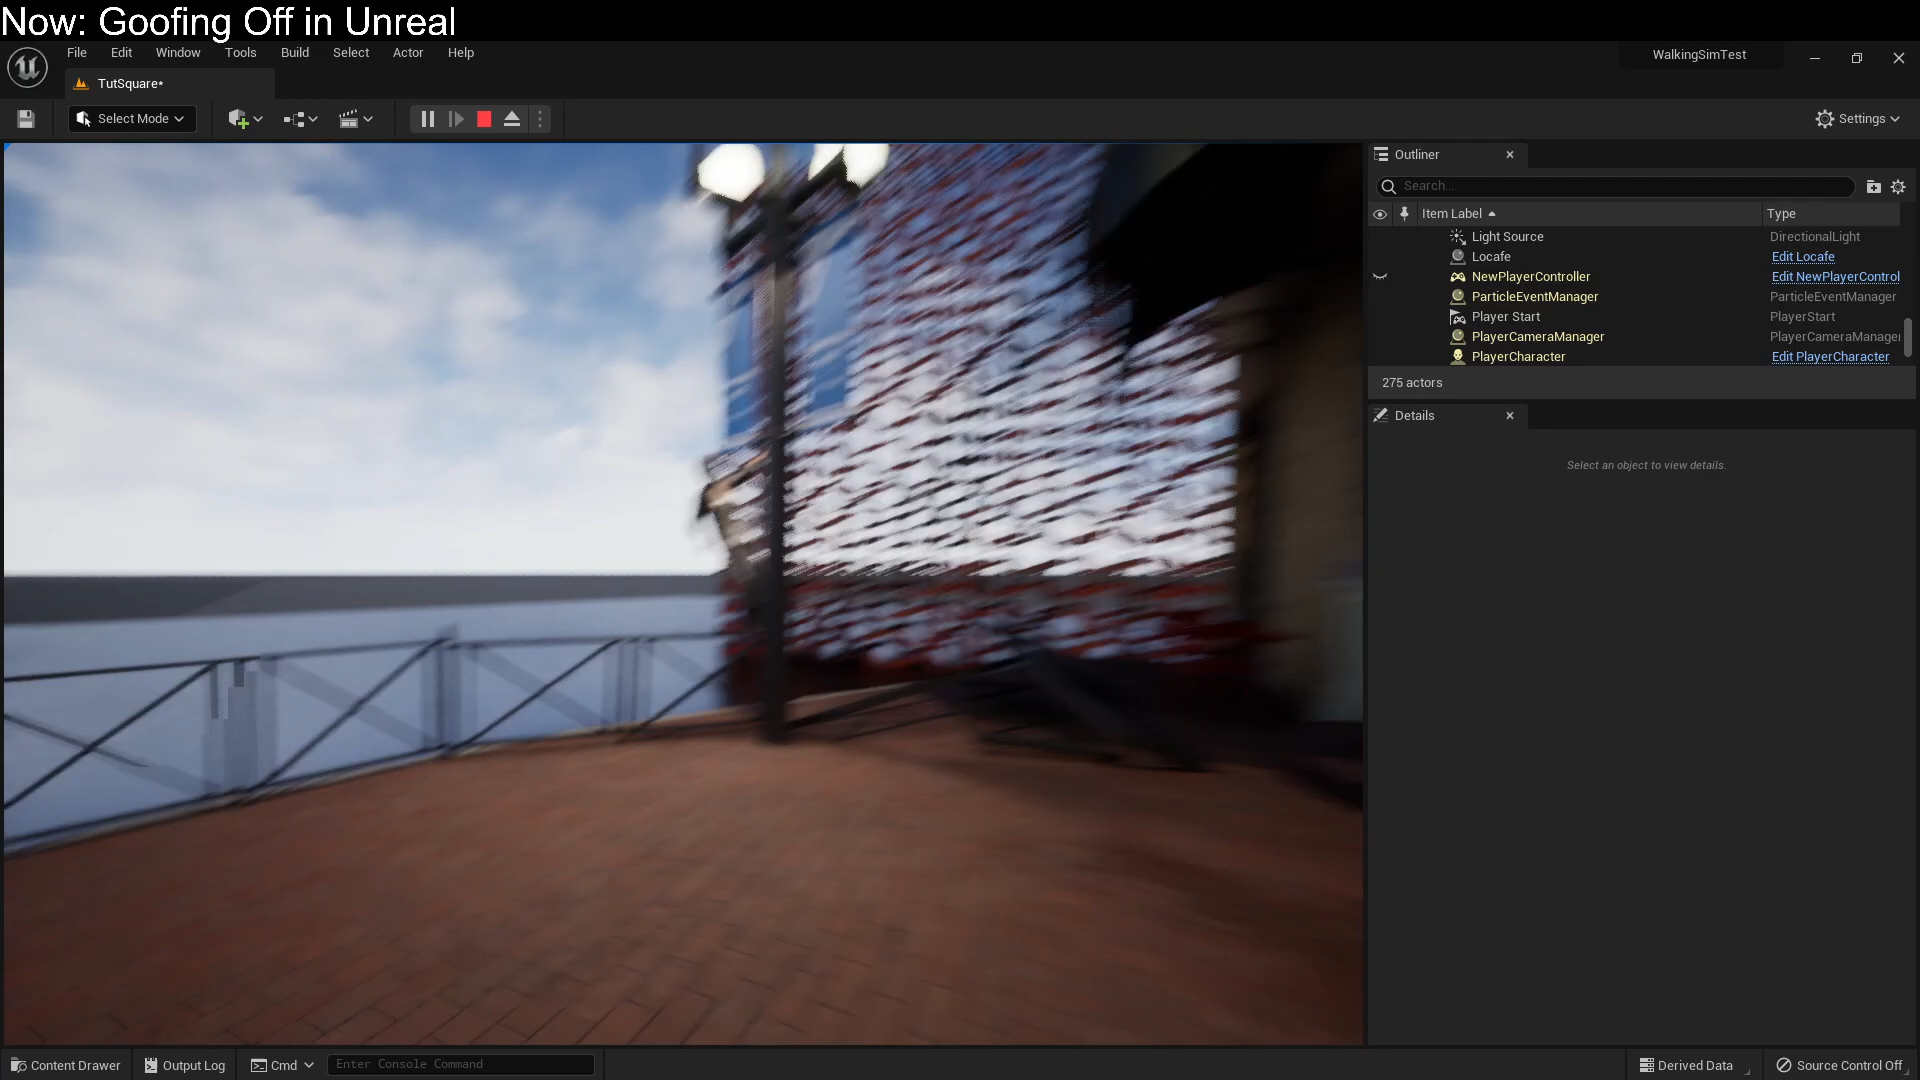 Now: Goofing Off in Unreal
File Edit Window Tools Build Select Actor Help
WalkingSimTest
TutSquare*
Select Mode
Settings
Outliner
Search...
Item Label Type
Light Source DirectionalLight
Locafe Edit Locafe
NewPlayerController Edit NewPlayerControl
ParticleEventManager ParticleEventManager
Player Start PlayerStart
PlayerCameraManager PlayerCameraManager
PlayerCharacter Edit PlayerCharacter
275 actors
Details
Select an object to view details.
Content Drawer Output Log Cmd Enter Console Command Derived Data Source Control Off